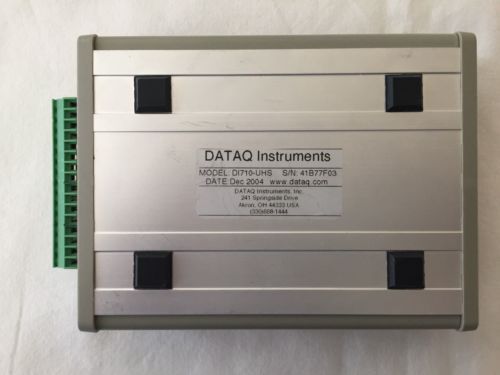 DATAQ Instruments
MODEL: DI710-UHS S/N: 41B77F03
DATE: Dec 2004 www.dataq.com
DATAQ Instruments, Inc.
241 Springside Drive
Akron, OH 44333 USA
(330)668-1444